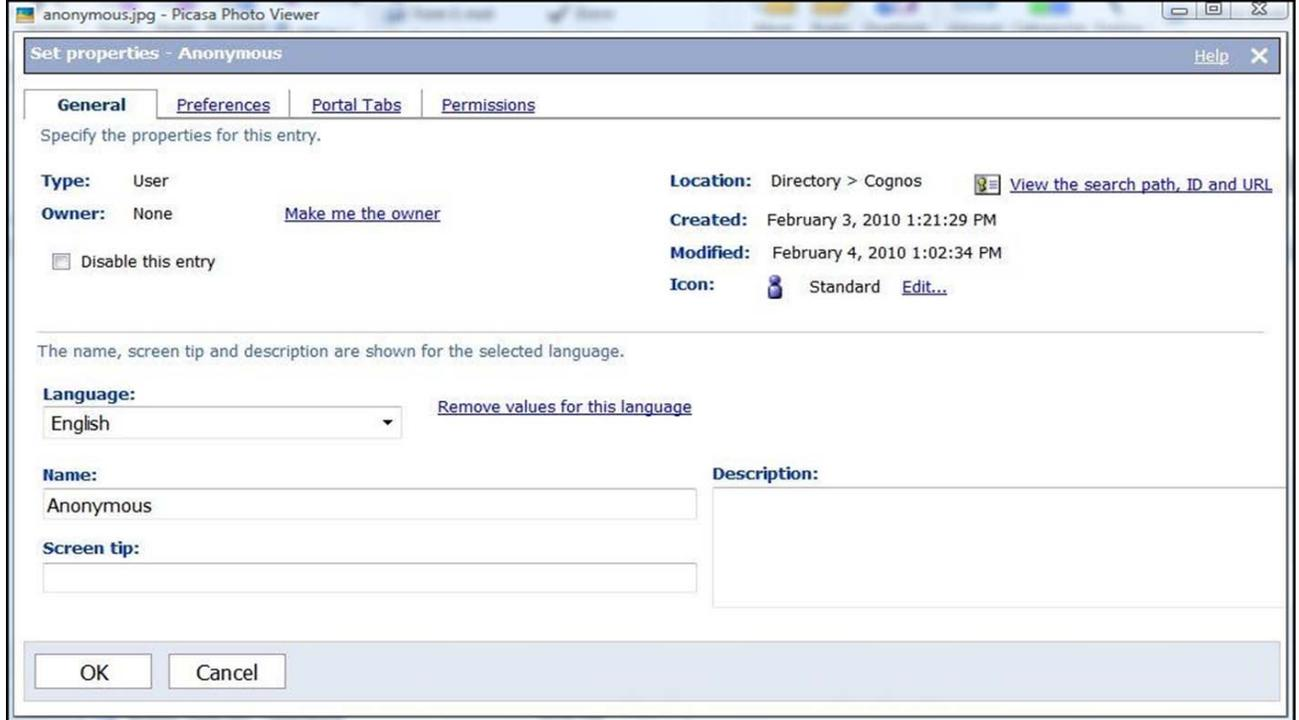 anonymous.jpg - Picasa Photo Viewer
Set properties - Anonymous Help
General Preferences Portal Tabs Permissions
Specify the properties for this entry.
Type: User Location: Directory > Cognos View the search path, ID and URL
Owner: None Make me the owner Created: February 3, 2010 1:21:29 PM
Disable this entry Modified: February 4, 2010 1:02:34 PM
Icon: Standard Edit...
The name, screen tip and description are shown for the selected language.
Language:
English Remove values for this language
Name: Description:
Anonymous
Screen tip:
OK Cancel